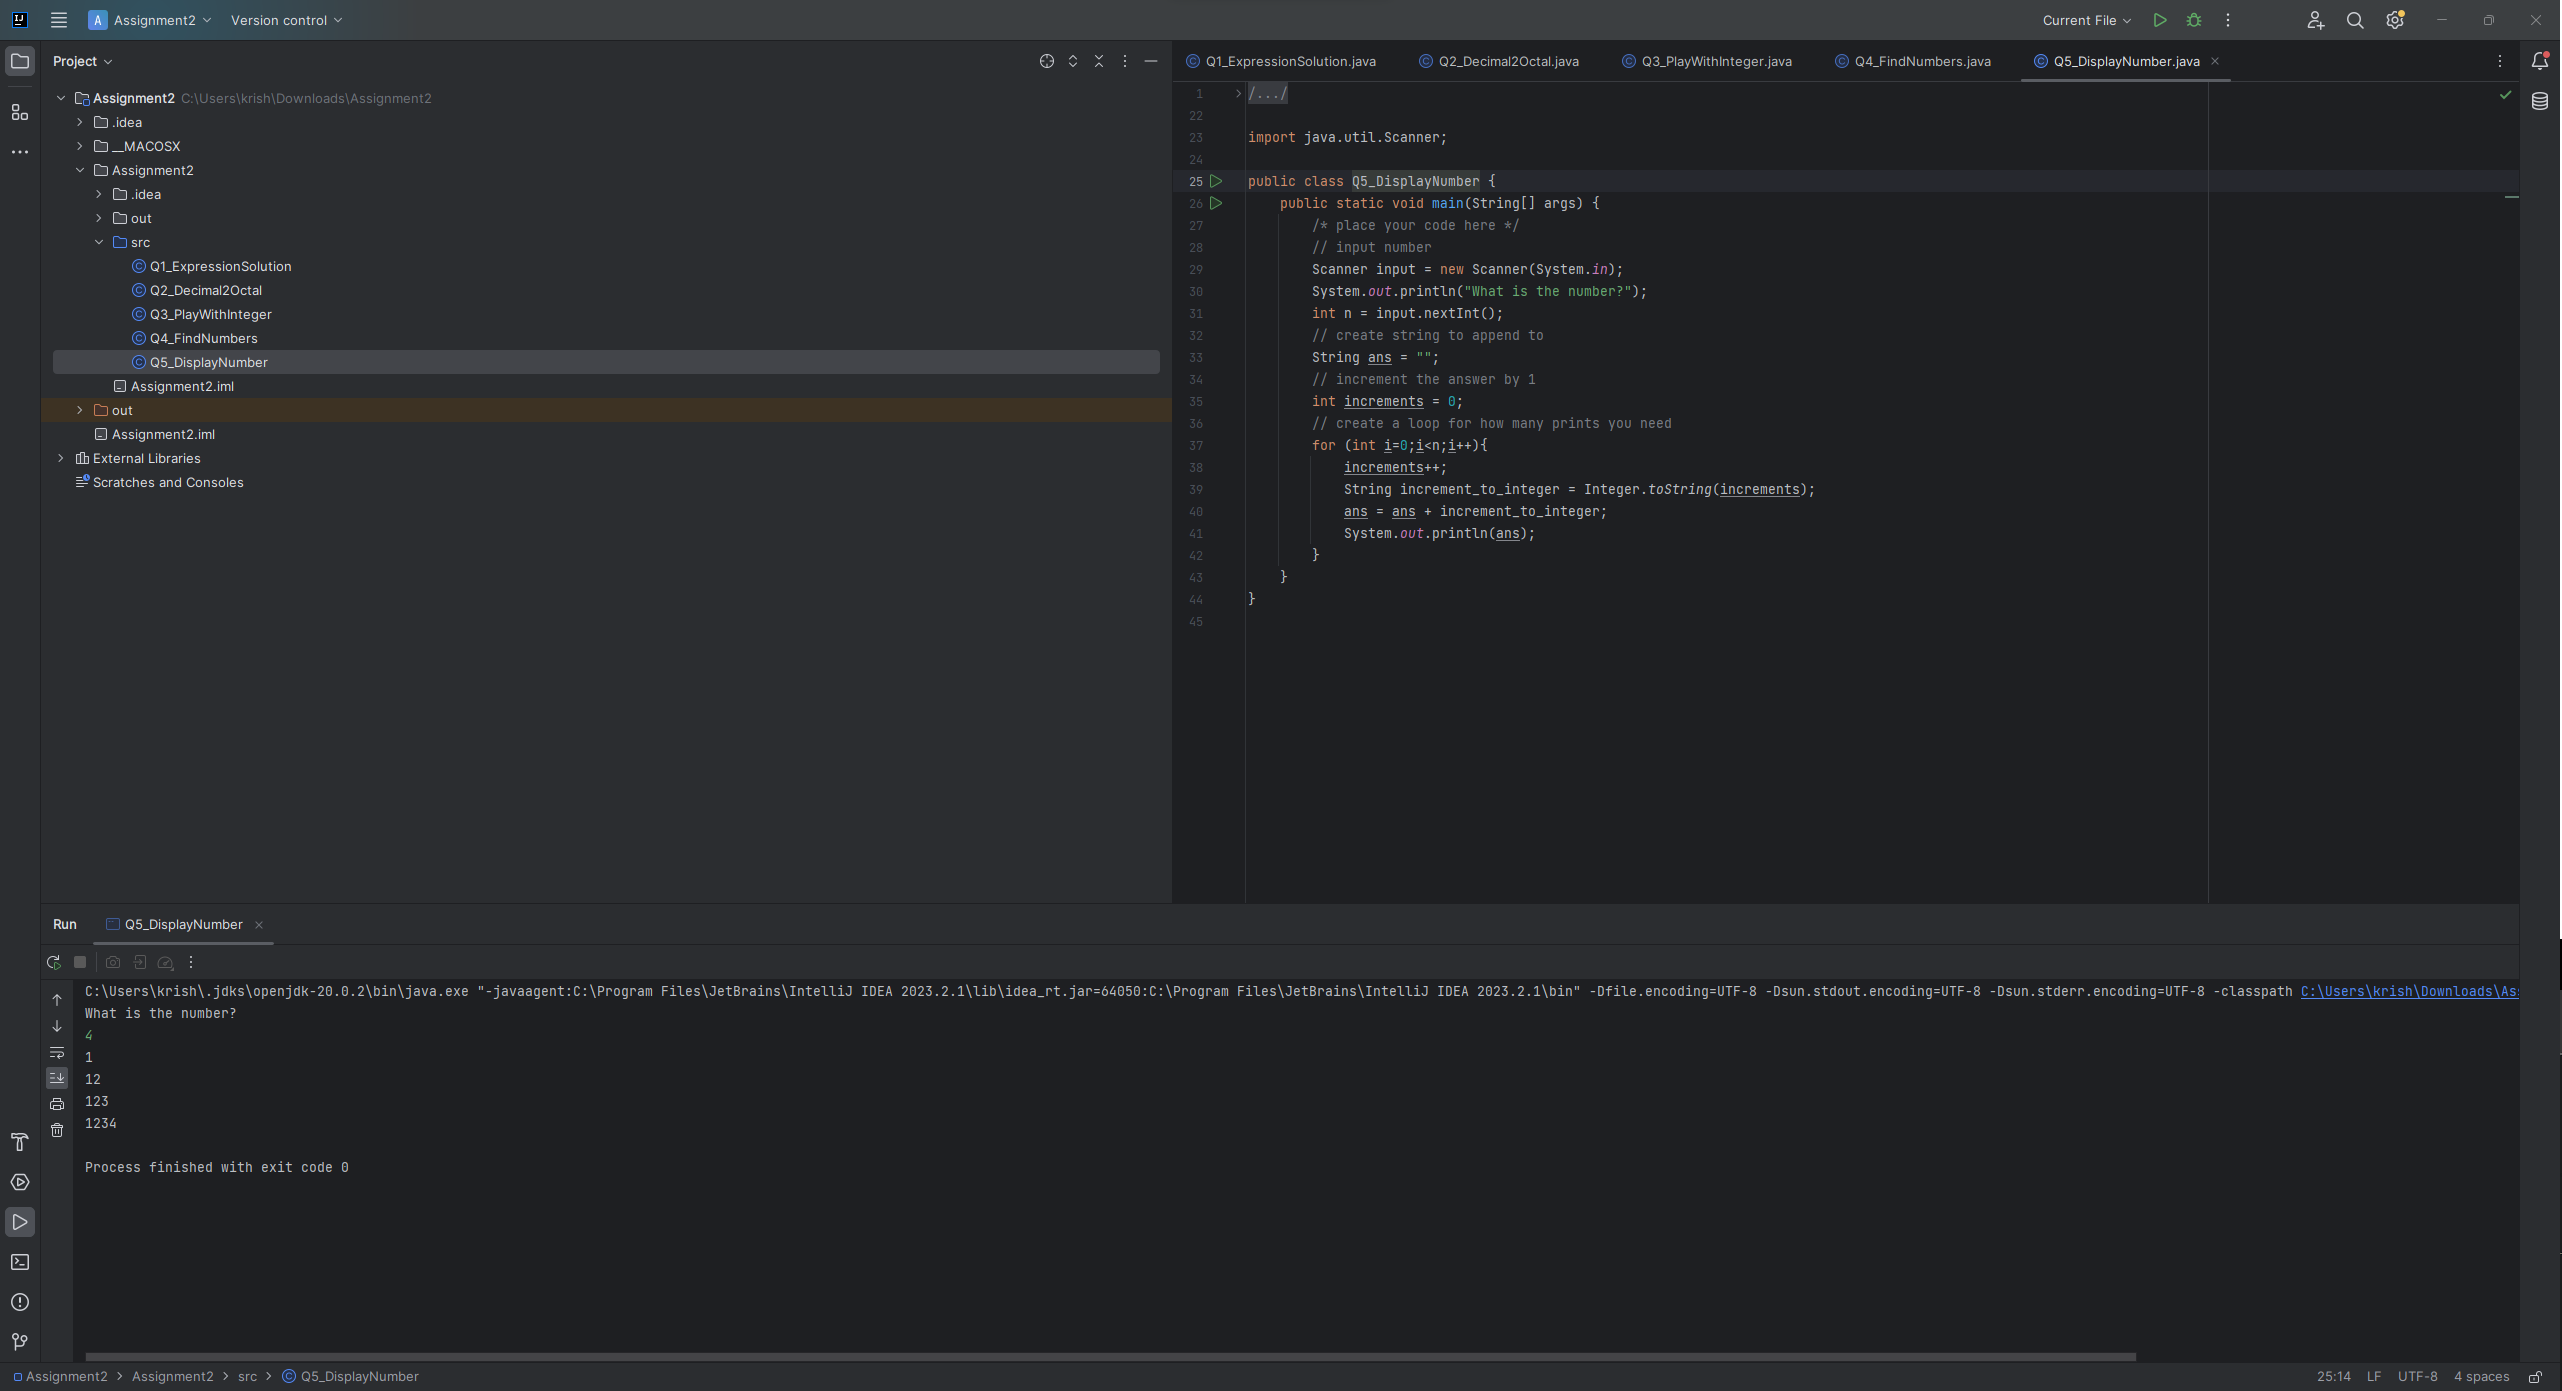 Assignment2
Version control
Current File
Project
Q1_ExpressionSolution.java
Q2_Decimal2Octal.java
Q3_PlayWithInteger.java
Q4_FindNumbers.java
Q5_DisplayNumber.java
Assignment2 C:\Users\krish\Downloads\Assignment2
.idea
__MACOSX
Assignment2
.idea
out
src
Q1_ExpressionSolution
Q2_Decimal2Octal
Q3_PlayWithInteger
Q4_FindNumbers
Q5_DisplayNumber
Assignment2.iml
out
Assignment2.iml
External Libraries
Scratches and Consoles
1 /.../
22
23 import java.util.Scanner;
24
25 public class Q5_DisplayNumber {
26 public static void main(String[] args) {
27 /* place your code here */
28 // input number
29 Scanner input = new Scanner(System.in);
30 System.out.println("What is the number?");
31 int n = input.nextInt();
32 // create string to append to
33 String ans = "";
34 // increment the answer by 1
35 int increments = 0;
36 // create a loop for how many prints you need
37 for (int i=0;i<n;i++){
38 increments++;
39 String increment_to_integer = Integer.toString(increments);
40 ans = ans + increment_to_integer;
41 System.out.println(ans);
42 }
43 }
44 }
45
Run Q5_DisplayNumber
C:\Users\krish\.jdks\openjdk-20.0.2\bin\java.exe "-javaagent:C:\Program Files\JetBrains\IntelliJ IDEA 2023.2.1\lib\idea_rt.jar=64050:C:\Program Files\JetBrains\IntelliJ IDEA 2023.2.1\bin" -Dfile.encoding=UTF-8 -Dsun.stdout.encoding=UTF-8 -Dsun.stderr.encoding=UTF-8 -classpath C:\Users\krish\Downloads\As
What is the number?
4
1
12
123
1234
Process finished with exit code 0
Assignment2 > Assignment2 > src > Q5_DisplayNumber
25:14 LF UTF-8 4 spaces